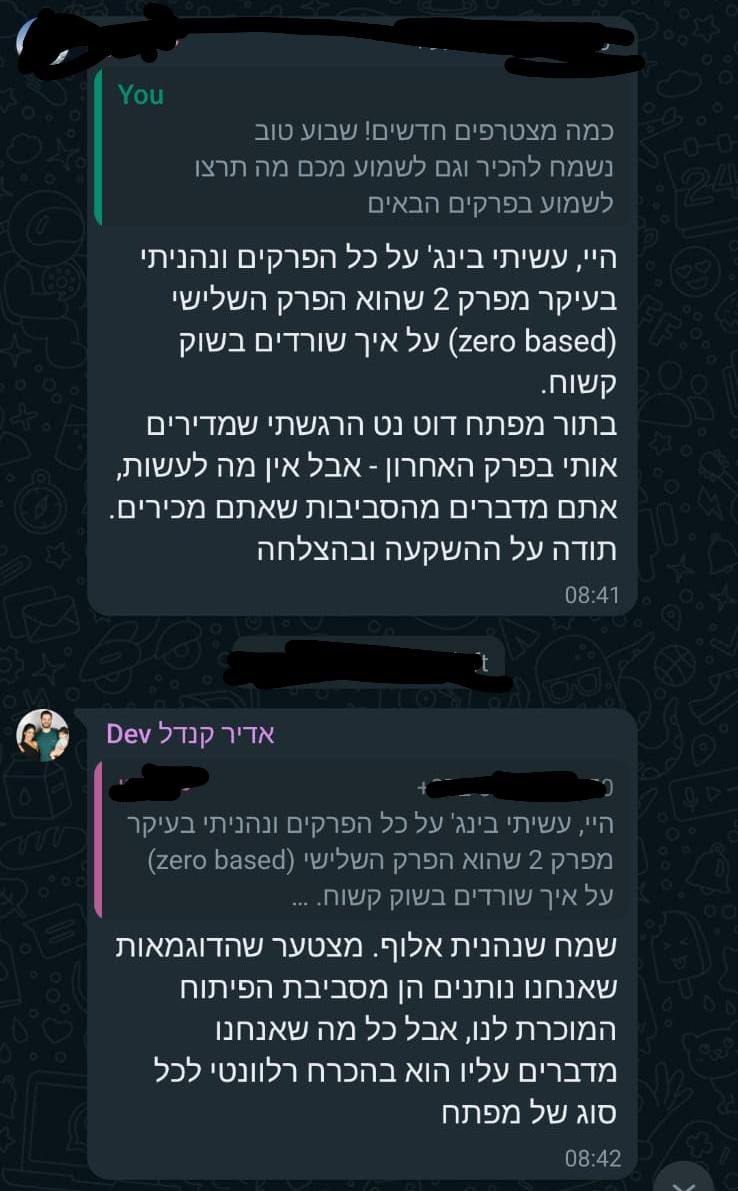 You
כמה מצטרפים חדשים! שבוע טוב
נשמח להכיר וגם לשמוע מכם מה תרצו
לשמוע בפרקים הבאים
היי, עשיתי בינג' על כל הפרקים ונהניתי
בעיקר מפרק 2 שהוא הפרק השלישי
(zero based) על איך שורדים בשוק
קשוח.
בתור מפתח דוט נט הרגשתי שמדירים
אותי בפרק האחרון - אבל אין מה לעשות,
אתם מדברים מהסביבות שאתם מכירים.
תודה על ההשקעה ובהצלחה
08:41
אדיר קנדל Dev
היי, עשיתי בינג' על כל הפרקים ונהניתי בעיקר
מפרק 2 שהוא הפרק השלישי (zero based)
על איך שורדים בשוק קשוח. ...
שמח שנהנית אלוף. מצטער שהדוגמאות
שאנחנו נותנים הן מסביבת הפיתוח
המוכרת לנו, אבל כל מה שאנחנו
מדברים עליו הוא בהכרח רלוונטי לכל
סוג של מפתח
08:42